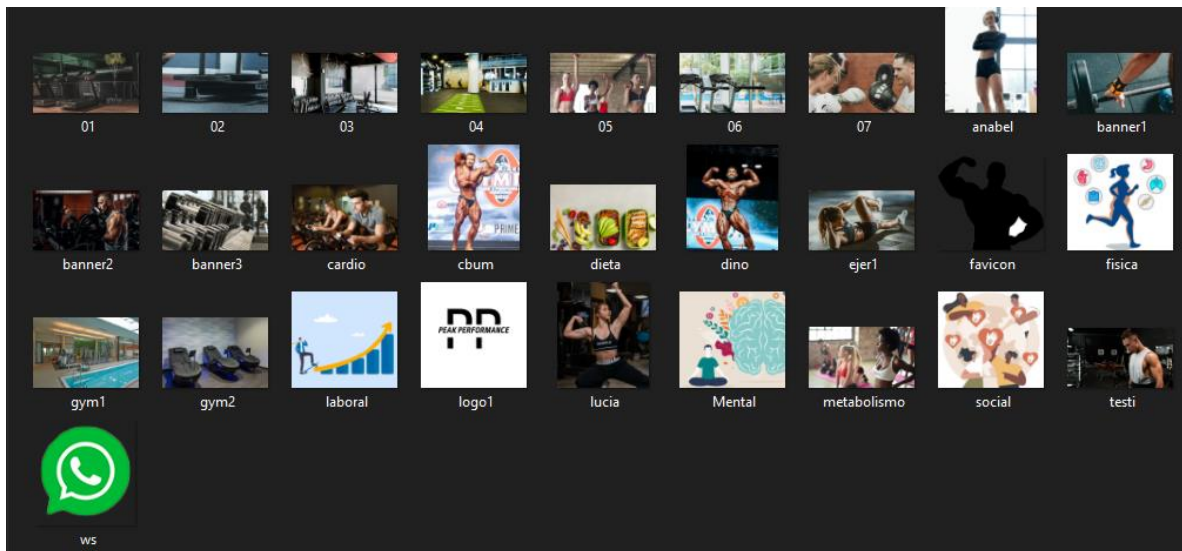 01 02 03 04 05 06 07 anabel banner1
PRIME
banner2 banner3 cardio cbum dieta dino ejer1 favicon fisica
PEAK PERFORMANCE
gym1 gym2 laboral logo1 lucia Mental metabolismo social testi
ws